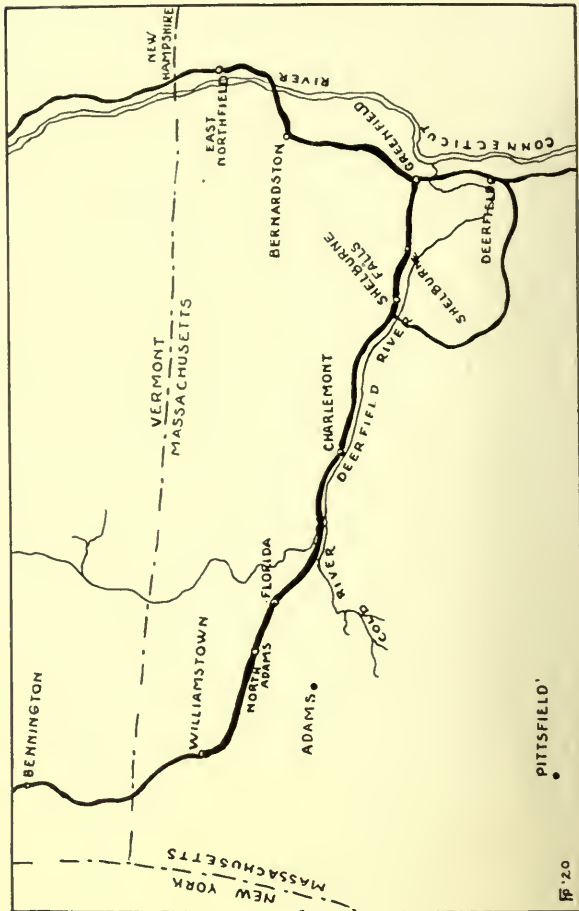 BENNINGTON
VERMONT
MASSACHUSETTS
NEW
HAMPSHIRE
NEW YORK
MASSACHUSETTS
WILLIAMSTOWN
NORTH
ADAMS
ADAMS
FLORIDA
COLD RIVER
CHARLEMONT
DEERFIELD RIVER
SHELBURNE
FALLS
SHELBURNE
BERNARDSTON
EAST
NORTHFIELD
GREENFIELD
DEERFIELD
CONNECTICUT RIVER
PITTSFIELD
'20